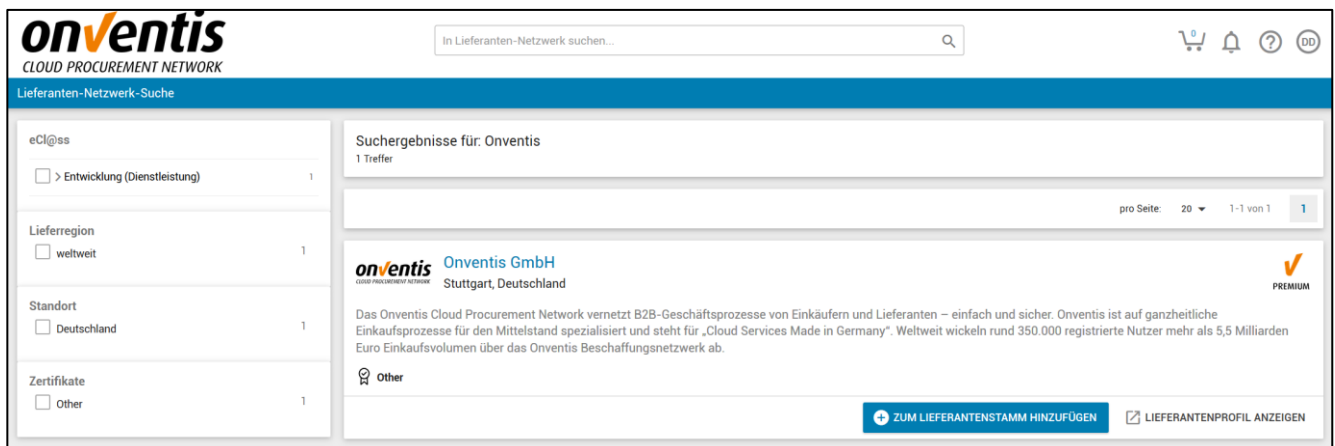 onventis
CLOUD PROCUREMENT NETWORK
In Lieferanten-Netzwerk suchen...
0
DD
Lieferanten-Netzwerk-Suche
eCl@ss
> Entwicklung (Dienstleistung) 1
Lieferregion
weltweit 1
Standort
Deutschland 1
Zertifikate
Other 1
Suchergebnisse für: Onventis
1 Treffer
pro Seite: 20 1-1 von 1 1
onventis
CLOUD PROCUREMENT NETWORK
Onventis GmbH
Stuttgart, Deutschland
PREMIUM
Das Onventis Cloud Procurement Network vernetzt B2B-Geschäftsprozesse von Einkäufern und Lieferanten – einfach und sicher. Onventis ist auf ganzheitliche
Einkaufsprozesse für den Mittelstand spezialisiert und steht für „Cloud Services Made in Germany“. Weltweit wickeln rund 350.000 registrierte Nutzer mehr als 5,5 Milliarden
Euro Einkaufsvolumen über das Onventis Beschaffungsnetzwerk ab.
Other
ZUM LIEFERANTENSTAMM HINZUFÜGEN
LIEFERANTENPROFIL ANZEIGEN